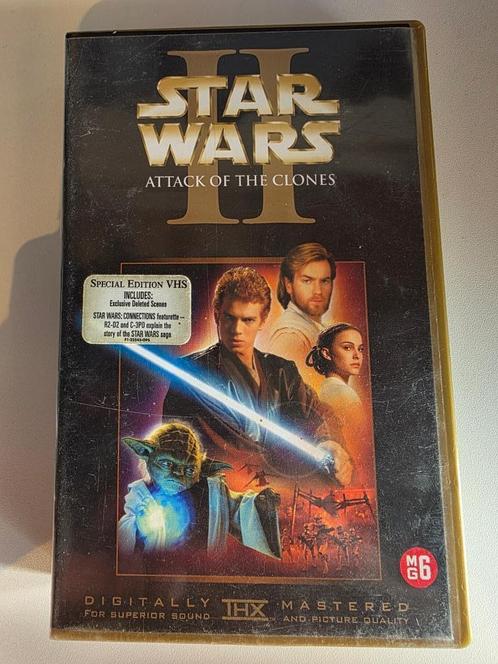 II
STAR
WARS
ATTACK OF THE CLONES
SPECIAL EDITION VHS
INCLUDES:
Exclusive Deleted Scenes
STAR WARS: CONNECTIONS featurette –
R2-D2 and C-3PO explain the
story of the STAR WARS saga
MG6
DIGITALLY THX MASTERED
FOR SUPERIOR SOUND AND PICTURE QUALITY